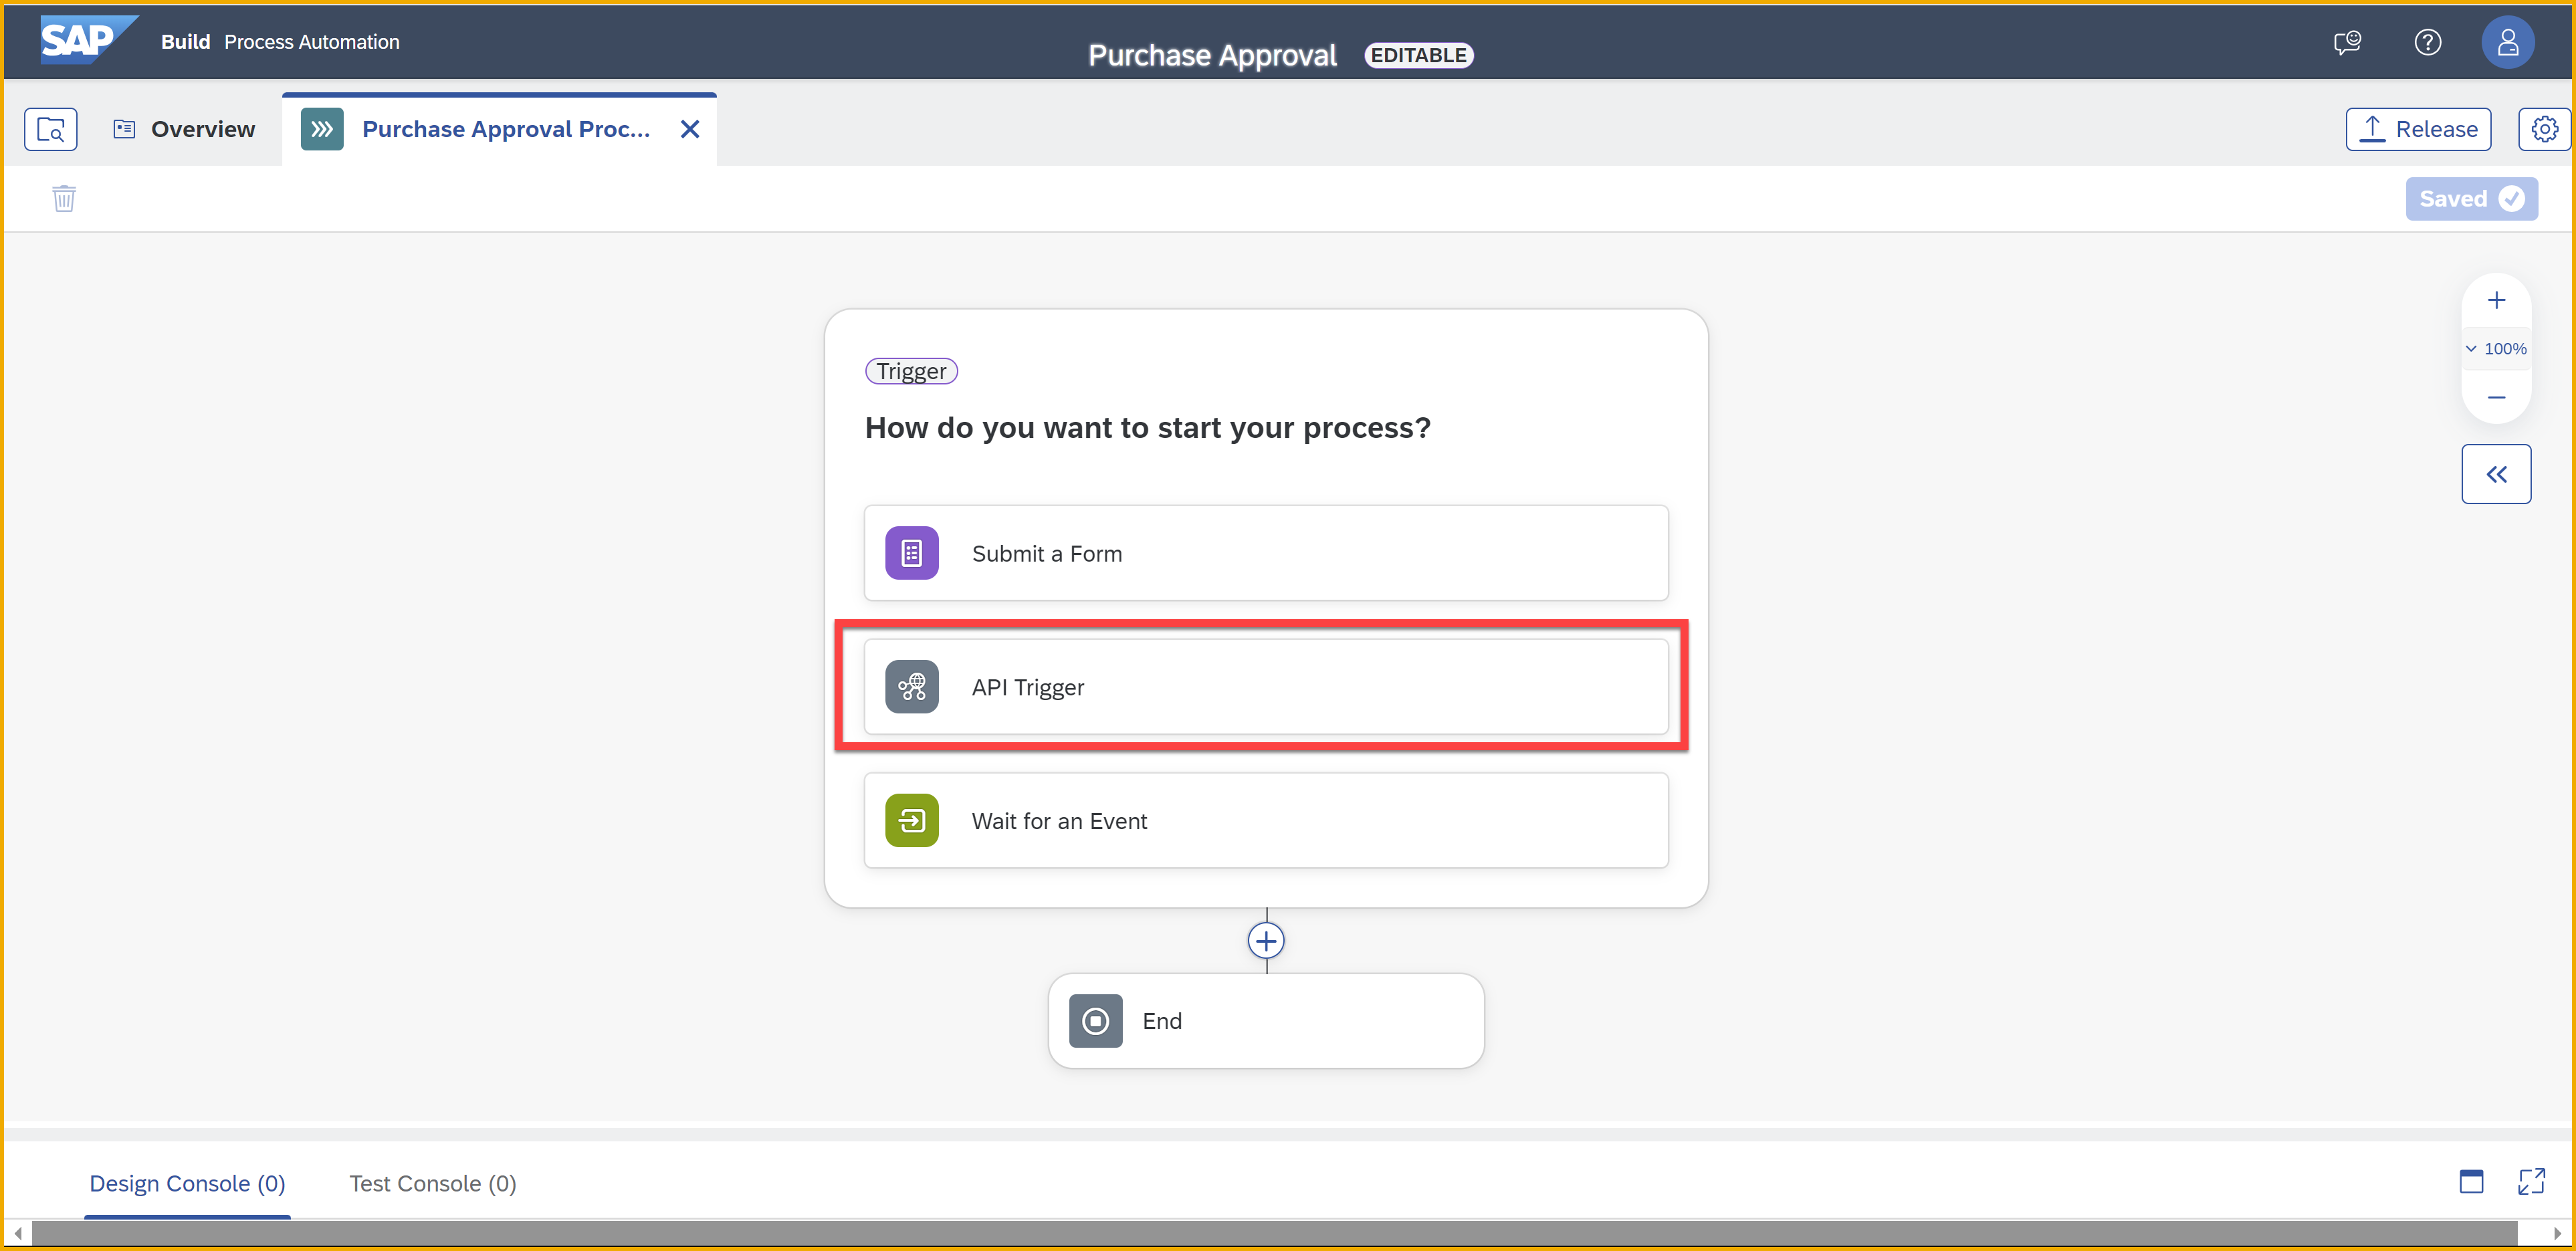 SAP Build Process Automation
Purchase Approval EDITABLE
Overview
Purchase Approval Proc...
Release
Saved
Trigger
How do you want to start your process?
Submit a Form
API Trigger
Wait for an Event
End
100%
Design Console (0)
Test Console (0)